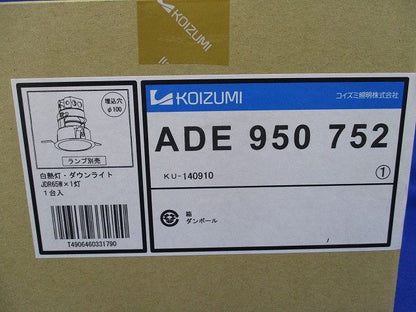 KOIZUMI
埋込穴
φ100
ランプ別売
白熱灯・ダウンライト
JDR65W×1灯
1台入
T4906460331790
KOIZUMI
コイズミ照明株式会社
ADE 950 752
KU-140910
①
箱
ダンボール